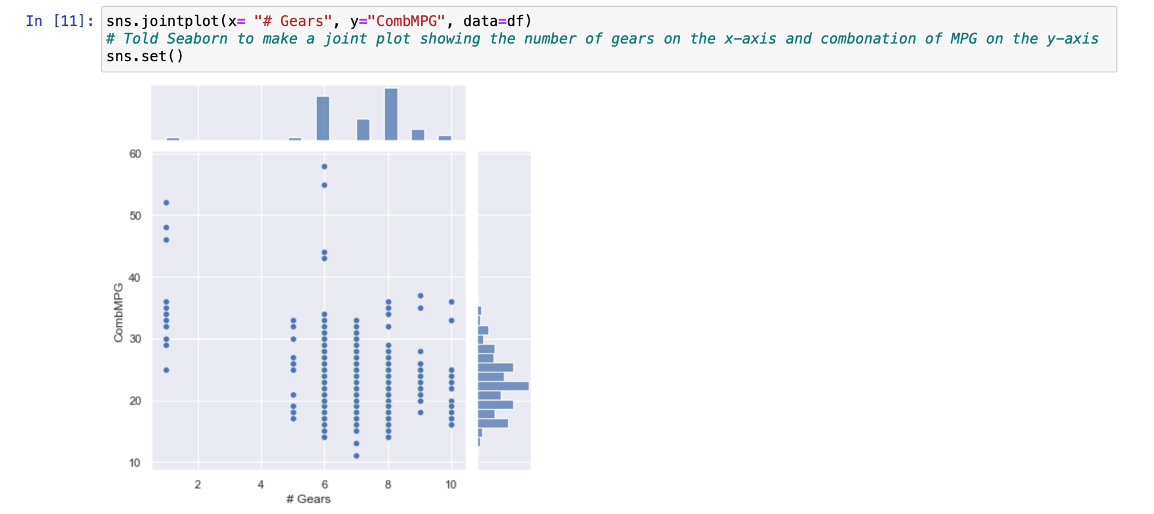 In [11]: sns.jointplot(x= "# Gears", y="CombMPG", data=df)
# Told Seaborn to make a joint plot showing the number of gears on the x-axis and combonation of MPG on the y-axis
sns.set()
60
50
40
30
20
10
CombMPG
2 4 6 8 10
# Gears